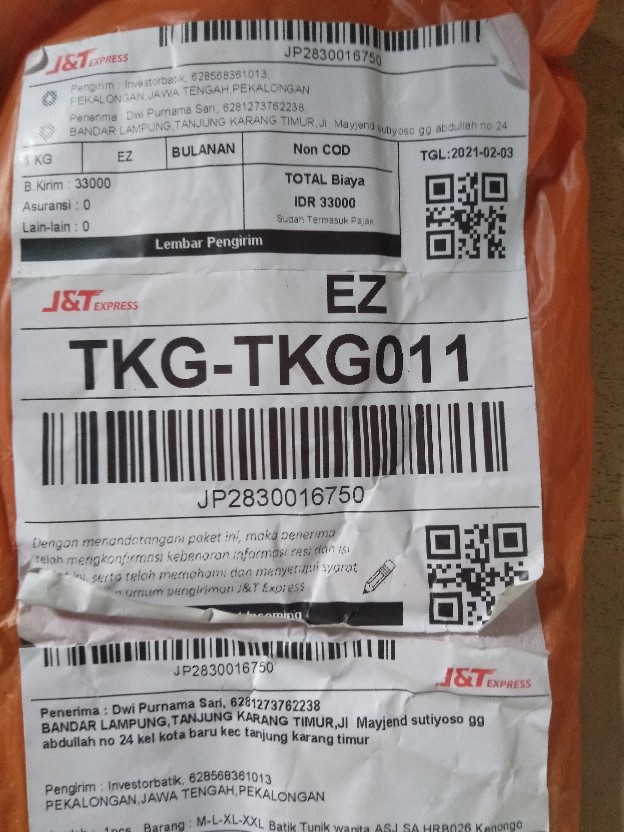 J&T EXPRESS
JP2830016750
Pengirim : Investorbatik, 628568361013,
PEKALONGAN,JAWA TENGAH,PEKALONGAN
Penerima : Dwi Purnama Sari, 6281273762238,
BANDAR LAMPUNG,TANJUNG KARANG TIMUR,Jl Mayjend sutiyoso gg abdullah no 24
1 KG EZ BULANAN Non COD TGL:2021-02-03
B.Kirim : 33000
Asuransi : 0
Lain-lain : 0
TOTAL Biaya
IDR 33000
Sudah Termasuk Pajak
Lembar Pengirim
J&T EXPRESS
EZ
TKG-TKG011
JP2830016750
Dengan menandatangani paket ini, maka penerima
telah mengkonfirmasi kebenaran informasi resi dan isi
ini, serta telah memahami dan menyetujui syarat
umum pengiriman J&T Express
Incoming
JP2830016750
J&T EXPRESS
Penerima : Dwi Purnama Sari, 6281273762238
BANDAR LAMPUNG,TANJUNG KARANG TIMUR,Jl Mayjend sutiyoso gg
abdullah no 24 kel kota baru kec tanjung karang timur
Pengirim : Investorbatik, 628568361013
PEKALONGAN,JAWA TENGAH,PEKALONGAN
1pcs Barang : M-L-XL-XXL Batik Tunik wanita ASJ SA HRB026 Kenongo